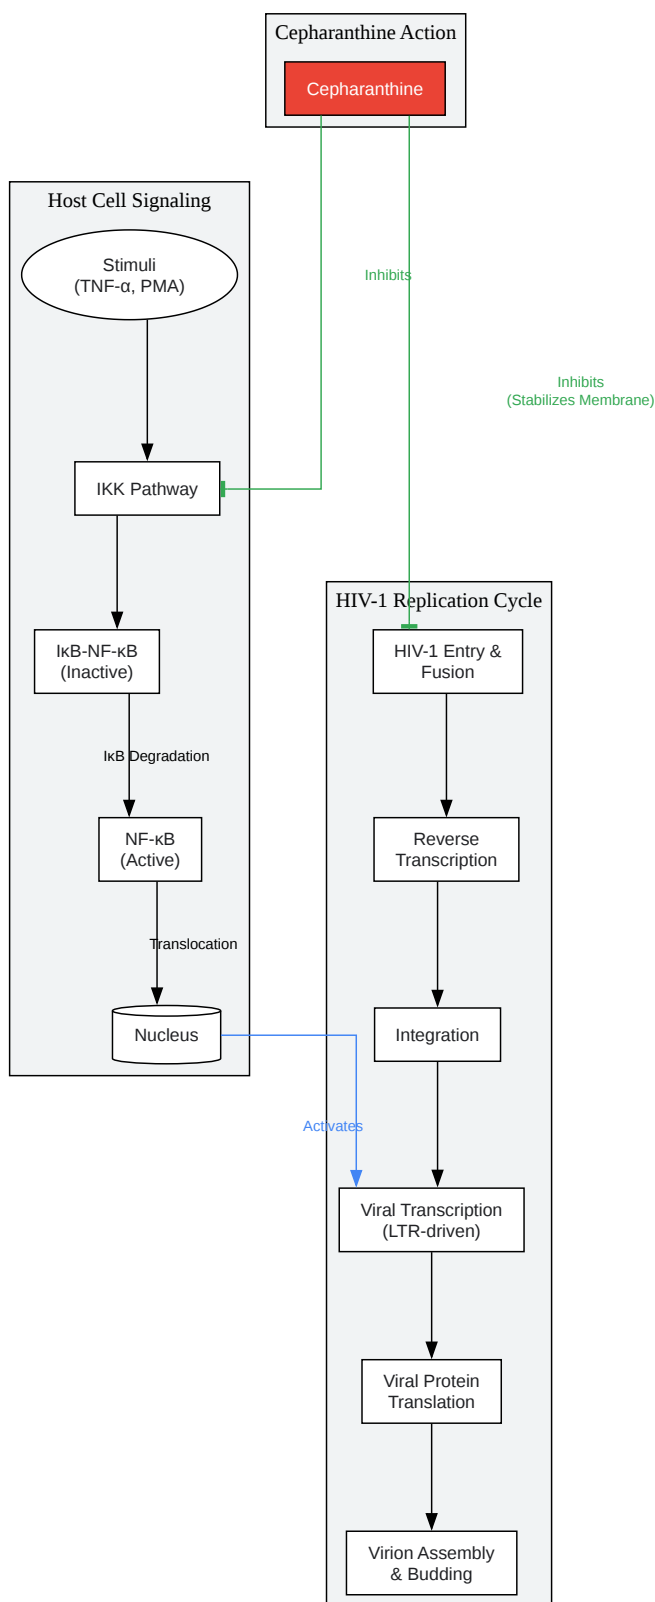 Cepharanthine Action
Cepharanthine
Host Cell Signaling
Stimuli
(TNF-α, PMA)
Inhibits
Inhibits
(Stabilizes Membrane)
IKK Pathway
HIV-1 Replication Cycle
IκB-NF-κB
(Inactive)
HIV-1 Entry &
Fusion
IκB Degradation
NF-κB
(Active)
Reverse
Transcription
Translocation
Nucleus
Integration
Activates
Viral Transcription
(LTR-driven)
Viral Protein
Translation
Virion Assembly
& Budding